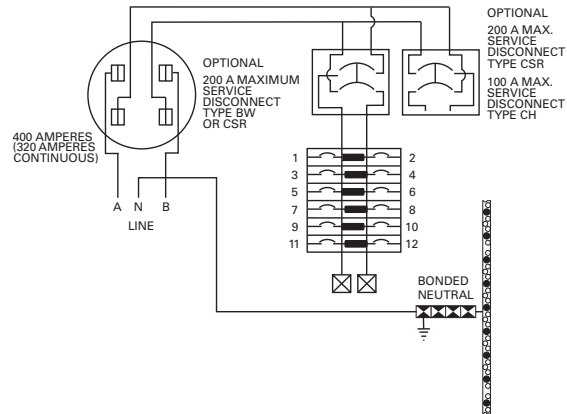 OPTIONAL
200 A MAX.
SERVICE
DISCONNECT
TYPE CSR
100 A MAX.
SERVICE
DISCONNECT
TYPE CH
OPTIONAL
200 A MAXIMUM
SERVICE
DISCONNECT
TYPE BW
OR CSR
400 AMPERES
(320 AMPERES
CONTINUOUS)
A N B
LINE
1 2
3 4
5 6
7 8
9 10
11 12
BONDED
NEUTRAL